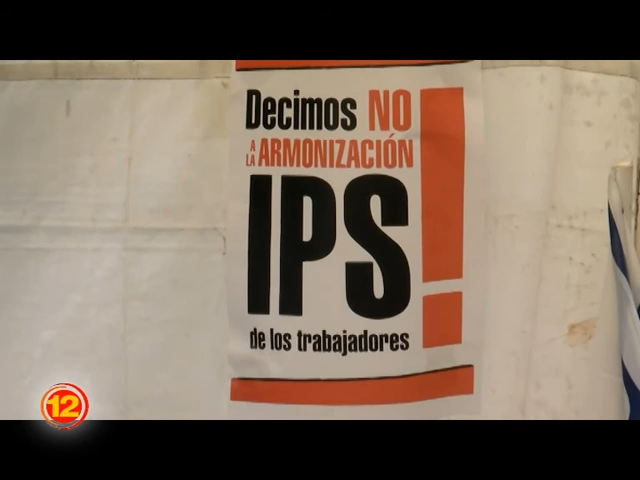 Decimos NO
A LA ARMONIZACIÓN
IPS
de los trabajadores
!
12